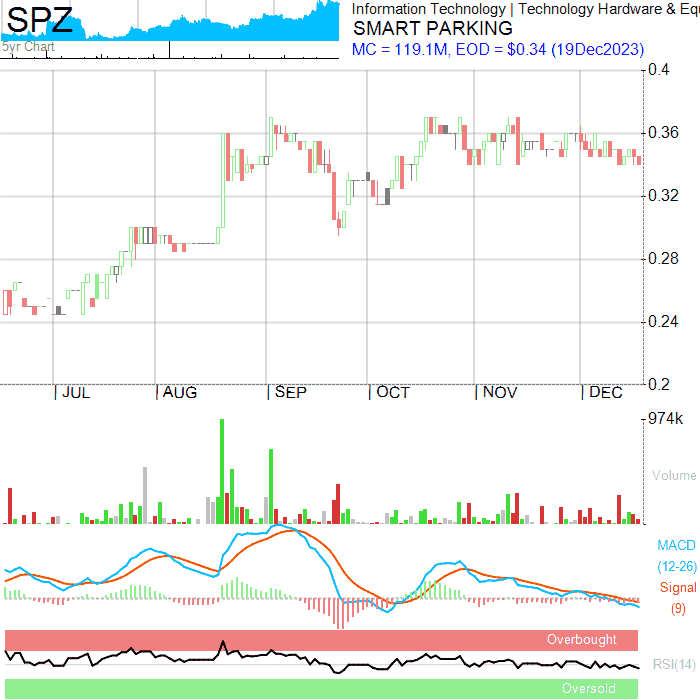 SPZ
5yr Chart
Information Technology | Technology Hardware & Equ
SMART PARKING
MC = 119.1M, EOD = $0.34 (19Dec2023)
0.4
0.36
0.32
0.28
0.24
0.2
JUL
AUG
SEP
OCT
NOV
DEC
974k
Volume
MACD
(12-26)
Signal
(9)
Overbought
RSI(14)
Oversold